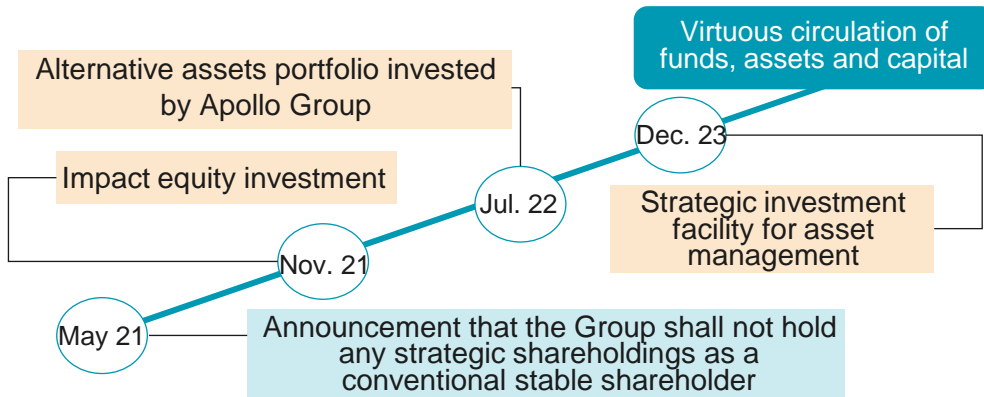 Virtuous circulation of
funds, assets and capital
Alternative assets portfolio invested
by Apollo Group
Dec. 23
Impact equity investment
Jul. 22
Strategic investment
facility for asset
management
Nov. 21
May 21
Announcement that the Group shall not hold
any strategic shareholdings as a
conventional stable shareholder